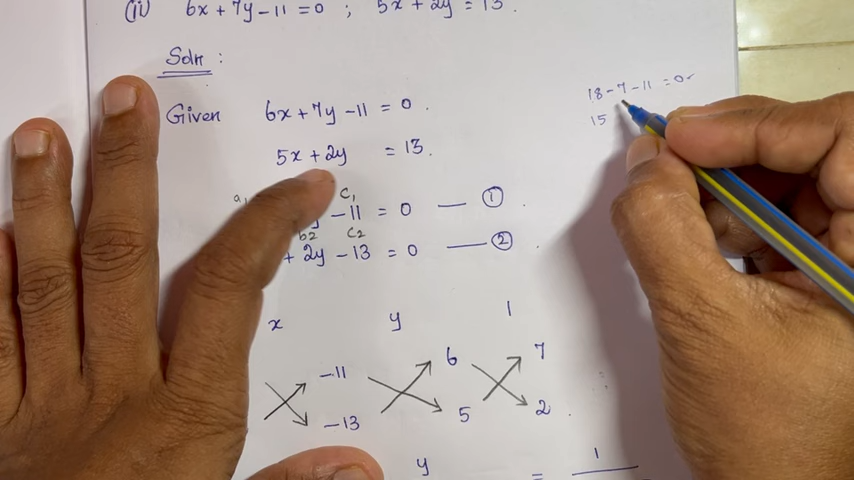 (ii) 6x + 7y - 11 = 0 ; 5x + 2y = 13.
Soln :
Given 6x + 7y - 11 = 0 .
5x + 2y = 13.
a1 c1
y - 11 = 0 — ①
b2 c2
+ 2y - 13 = 0 — ② .
x y 1
-11 6 7
-13 5 2 .
y = 1
18 - 7 - 11 = 0✓
15